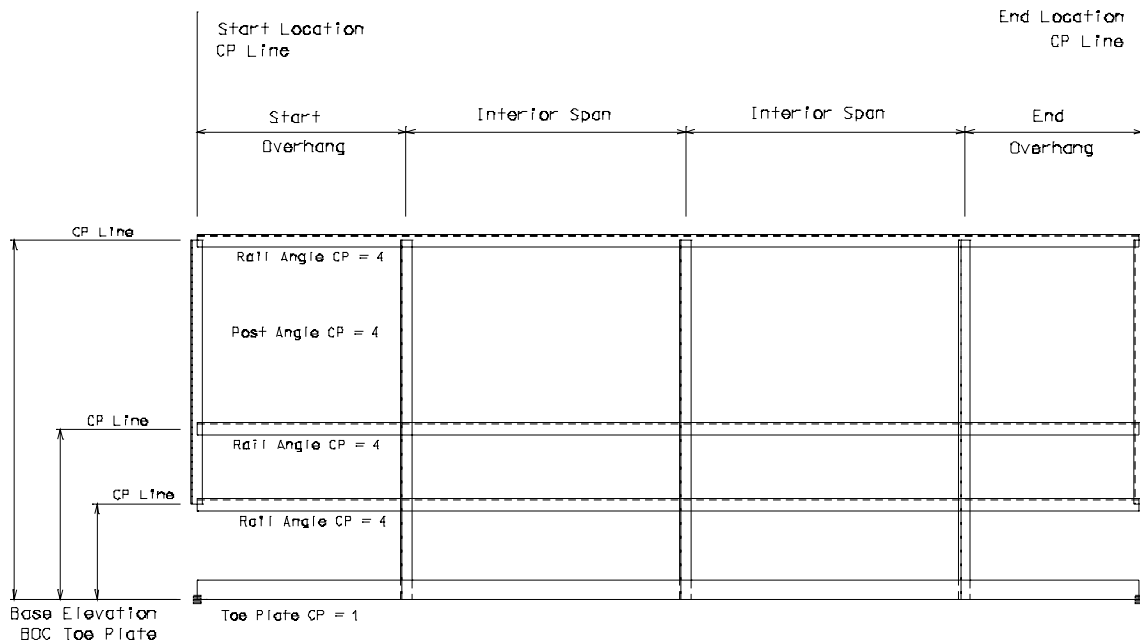 Start Location
CP Line
End Location
CP Line
Start
Overhang
Interior Span
Interior Span
End
Overhang
CP Line
Rail Angle CP = 4
Post Angle CP = 4
CP Line
Rail Angle CP = 4
CP Line
Rail Angle CP = 4
Base Elevation
BOC Toe Plate
Toe Plate CP = 1